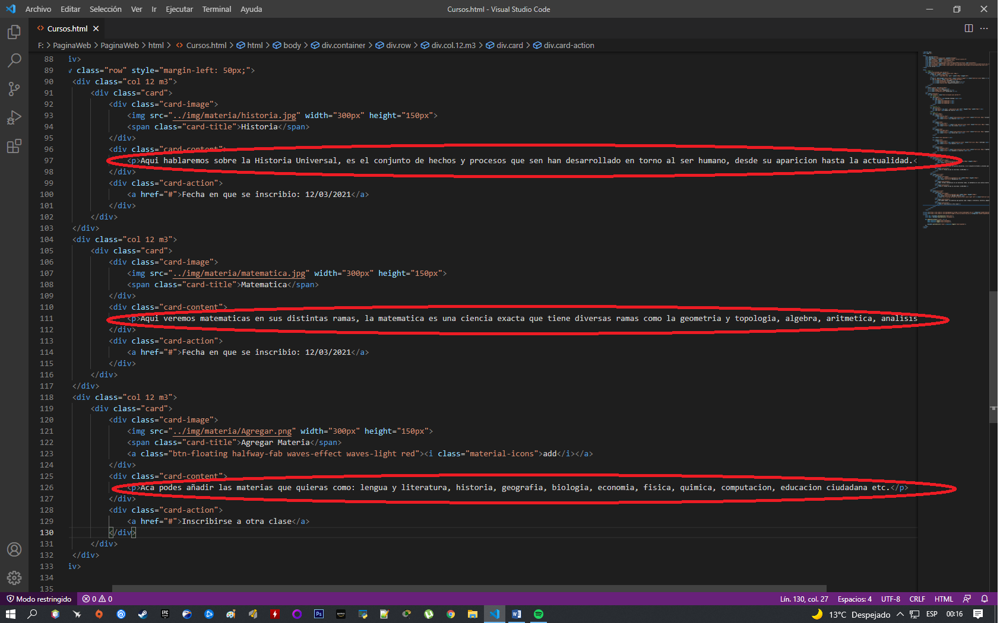 Archivo Editar Selección Ver Ir Ejecutar Terminal Ayuda Cursos.html - Visual Studio Code
Cursos.html
F: > PaginaWeb > PaginaWeb > html > Cursos.html > html > body > div.container > div.row > div.col.12.m3 > div.card > div.card-action
88 iv>
89 v class="row" style="margin-left: 50px;">
90 <div class="col 12 m3">
91 <div class="card">
92 <div class="card-image">
93 <img src="../img/materia/historia.jpg" width="300px" height="150px">
94 <span class="card-title">Historia</span>
95 </div>
96 <div class="card-content">
97 <p>Aqui hablaremos sobre la Historia Universal, es el conjunto de hechos y procesos que sen han desarrollado en torno al ser humano, desde su aparicion hasta la actualidad.<
98 </div>
99 <div class="card-action">
100 <a href="#">Fecha en que se inscribio: 12/03/2021</a>
101 </div>
102 </div>
103 </div>
104 <div class="col 12 m3">
105 <div class="card">
106 <div class="card-image">
107 <img src="../img/materia/matematica.jpg" width="300px" height="150px">
108 <span class="card-title">Matematica</span>
109 </div>
110 <div class="card-content">
111 <p>Aqui veremos matematicas en sus distintas ramas, la matematica es una ciencia exacta que tiene diversas ramas como la geometria y topologia, algebra, aritmetica, analisis
112 </div>
113 <div class="card-action">
114 <a href="#">Fecha en que se inscribio: 12/03/2021</a>
115 </div>
116 </div>
117 </div>
118 <div class="col 12 m3">
119 <div class="card">
120 <div class="card-image">
121 <img src="../img/materia/Agregar.png" width="300px" height="150px">
122 <span class="card-title">Agregar Materia</span>
123 <a class="btn-floating halfway-fab waves-effect waves-light red"><i class="material-icons">add</i></a>
124 </div>
125 <div class="card-content">
126 <p>Aca podes añadir las materias que quieras como: lengua y literatura, historia, geografia, biologia, economia, fisica, quimica, computacion, educacion ciudadana etc.</p>
127 </div>
128 <div class="card-action">
129 <a href="#">Inscribirse a otra clase</a>
130 </div>
131 </div>
132 </div>
133 iv>
134
135
Modo restringido 0 0 Lín. 130, col. 27 Espacios: 4 UTF-8 CRLF HTML
13°C Despejado ESP 00:16